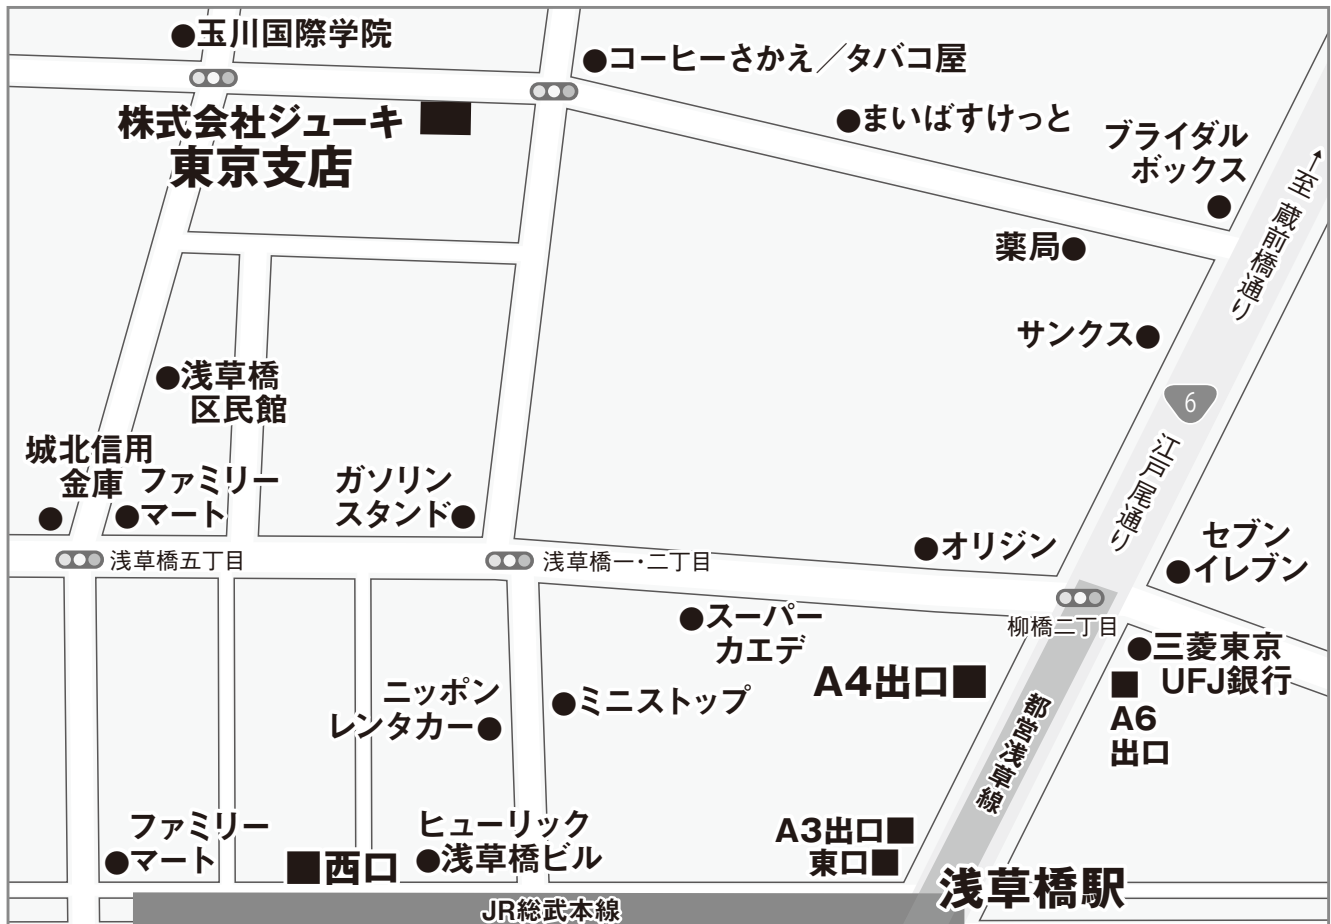 玉川国際学院
コーヒーさかえ/タバコ屋
まいばすけっと
株式会社ジューキ
東京支店
ブライダル
ボックス
↑至 蔵前橋通り
薬局
サンクス
6
江戸尾通り
浅草橋
区民館
城北信用
金庫
ファミリー
マート
ガソリン
スタンド
浅草橋五丁目
浅草橋一・二丁目
オリジン
セブン
イレブン
柳橋二丁目
スーパー
カエデ
三菱東京
UFJ銀行
A4出口
A6
出口
ニッポン
レンタカー
ミニストップ
都営浅草線
ファミリー
マート
西口
ヒューリック
浅草橋ビル
A3出口
東口
浅草橋駅
JR総武本線